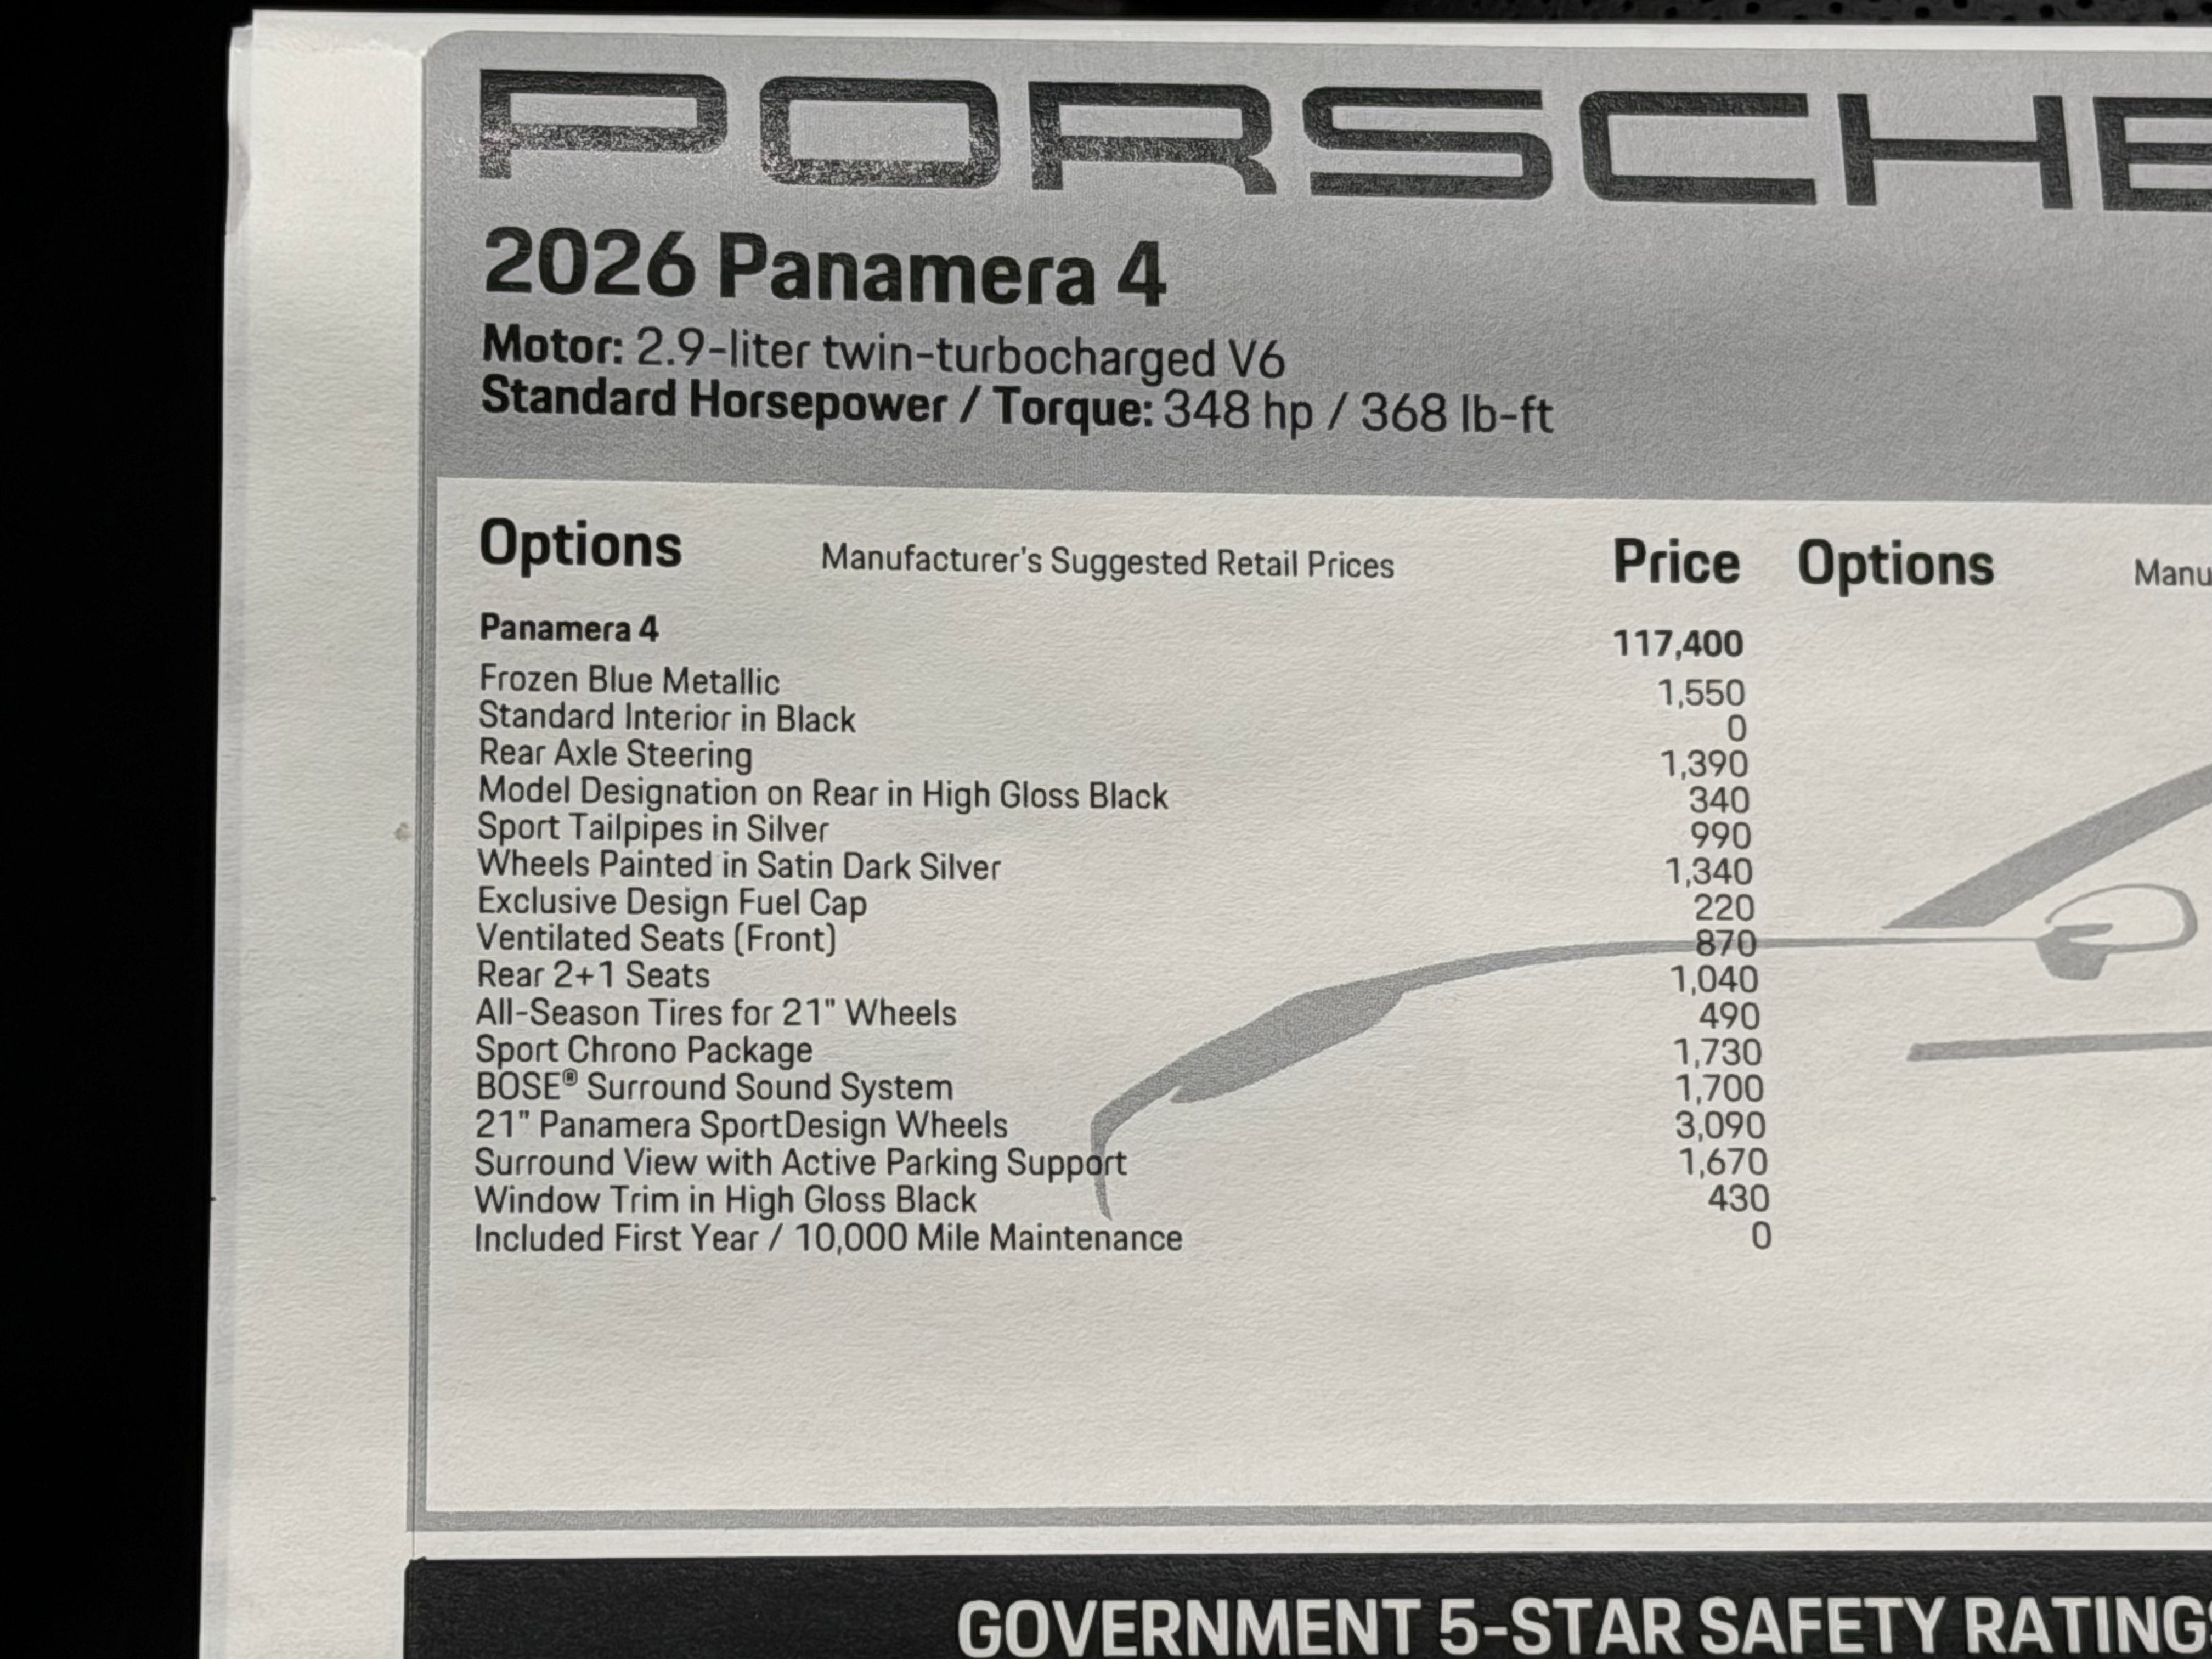 PORSCHE
2026 Panamera 4
Motor: 2.9-liter twin-turbocharged V6
Standard Horsepower / Torque: 348 hp / 368 lb-ft
Options Manufacturer's Suggested Retail Prices Price Options
Panamera 4 117,400
Frozen Blue Metallic 1,550
Standard Interior in Black 0
Rear Axle Steering 1,390
Model Designation on Rear in High Gloss Black 340
Sport Tailpipes in Silver 990
Wheels Painted in Satin Dark Silver 1,340
Exclusive Design Fuel Cap 220
Ventilated Seats (Front) 870
Rear 2+1 Seats 1,040
All-Season Tires for 21" Wheels 490
Sport Chrono Package 1,730
BOSE® Surround Sound System 1,700
21" Panamera SportDesign Wheels 3,090
Surround View with Active Parking Support 1,670
Window Trim in High Gloss Black 430
Included First Year / 10,000 Mile Maintenance 0
GOVERNMENT 5-STAR SAFETY RATINGS